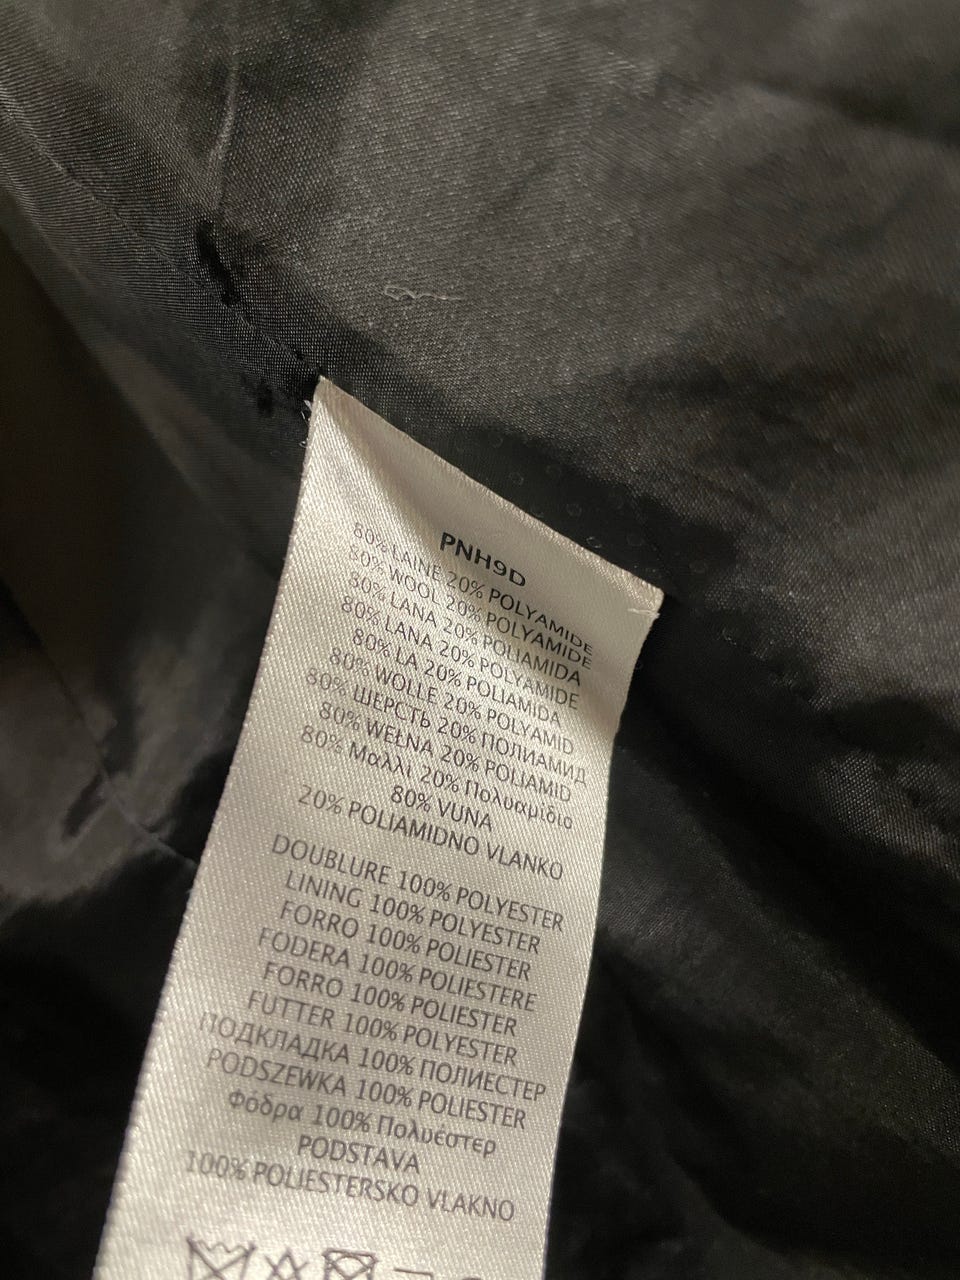 PNH9D
80% LAINE 20% POLYAMIDE
80% WOOL 20% POLYAMIDE
80% LANA 20% POLIAMIDA
80% LANA 20% POLYAMIDE
80% LA 20% POLIAMIDA
80% WOLLE 20% POLYAMID
80% ШЕРСТЬ 20% ПОЛИАМИД
80% WEŁNA 20% POLIAMID
80% Μαλλι 20% Πολυαμίδιο
80% VUNA
20% POLIAMIDNO VLANKO
DOUBLURE 100% POLYESTER
LINING 100% POLYESTER
FORRO 100% POLIESTER
FODERA 100% POLIESTERE
FORRO 100% POLIESTER
FUTTER 100% POLYESTER
ПОДКЛАДКА 100% ПОЛИЕСТЕР
PODSZEWKA 100% POLIESTER
Φόδρα 100% Πολυέστερ
PODSTAVA
100% POLIESTERSKO VLAKNO